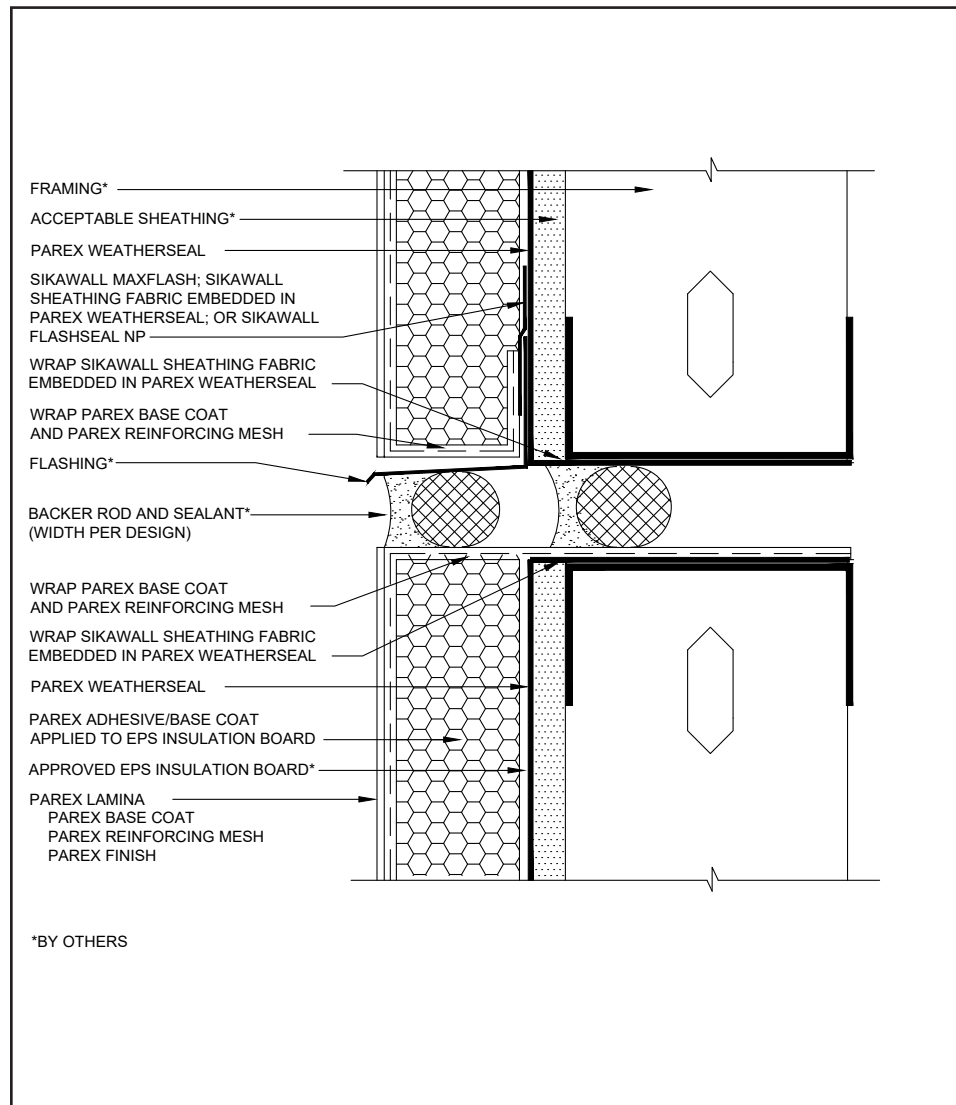 FRAMING*
ACCEPTABLE SHEATHING*
PAREX WEATHERSEAL
SIKAWALL MAXFLASH; SIKAWALL
SHEATHING FABRIC EMBEDDED IN
PAREX WEATHERSEAL; OR SIKAWALL
FLASHSEAL NP
WRAP SIKAWALL SHEATHING FABRIC
EMBEDDED IN PAREX WEATHERSEAL
WRAP PAREX BASE COAT
AND PAREX REINFORCING MESH
FLASHING*
BACKER ROD AND SEALANT*
(WIDTH PER DESIGN)
WRAP PAREX BASE COAT
AND PAREX REINFORCING MESH
WRAP SIKAWALL SHEATHING FABRIC
EMBEDDED IN PAREX WEATHERSEAL
PAREX WEATHERSEAL
PAREX ADHESIVE/BASE COAT
APPLIED TO EPS INSULATION BOARD
APPROVED EPS INSULATION BOARD*
PAREX LAMINA
PAREX BASE COAT
PAREX REINFORCING MESH
PAREX FINISH
*BY OTHERS